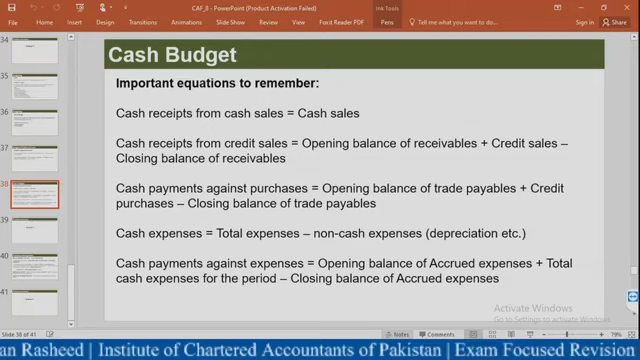 CAF_8 - PowerPoint (Product Activation Failed)
Ink Tools
Sign in
File
Home
Insert
Design
Transitions
Animations
Slide Show
Review
View
Foxit Reader PDF
Pens
Tell me what you want to do...
Share
34
35
36
37
38
39
40
41
Cash Budget
Important equations to remember:
Cash receipts from cash sales = Cash sales
Cash receipts from credit sales = Opening balance of receivables + Credit sales –
Closing balance of receivables
Cash payments against purchases = Opening balance of trade payables + Credit
purchases – Closing balance of trade payables
Cash expenses = Total expenses – non-cash expenses (depreciation etc.)
Cash payments against expenses = Opening balance of Accrued expenses + Total
cash expenses for the period – Closing balance of Accrued expenses
Activate Windows
Go to Settings to activate Windows.
Notes
Comments
79%
an Rasheed | Institute of Chartered Accountants of Pakistan | Exam Focused Revision